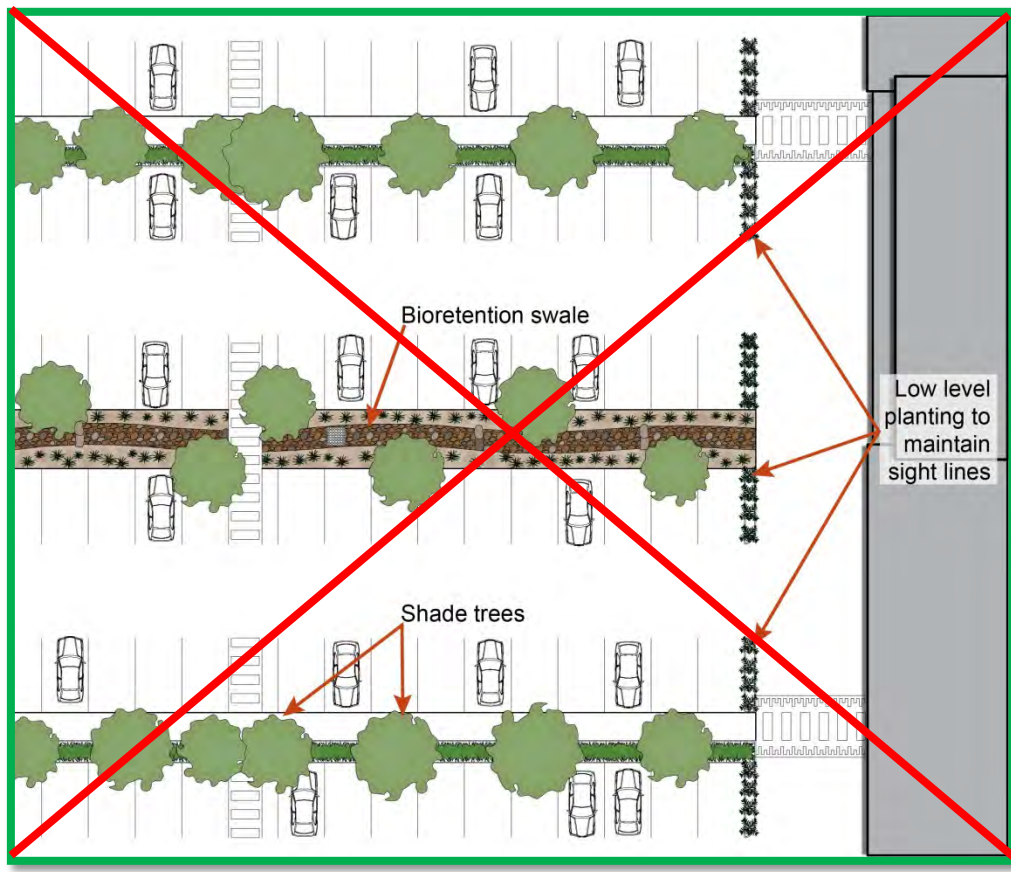 Bioretention swale
Low level
planting to
maintain
sight lines
Shade trees